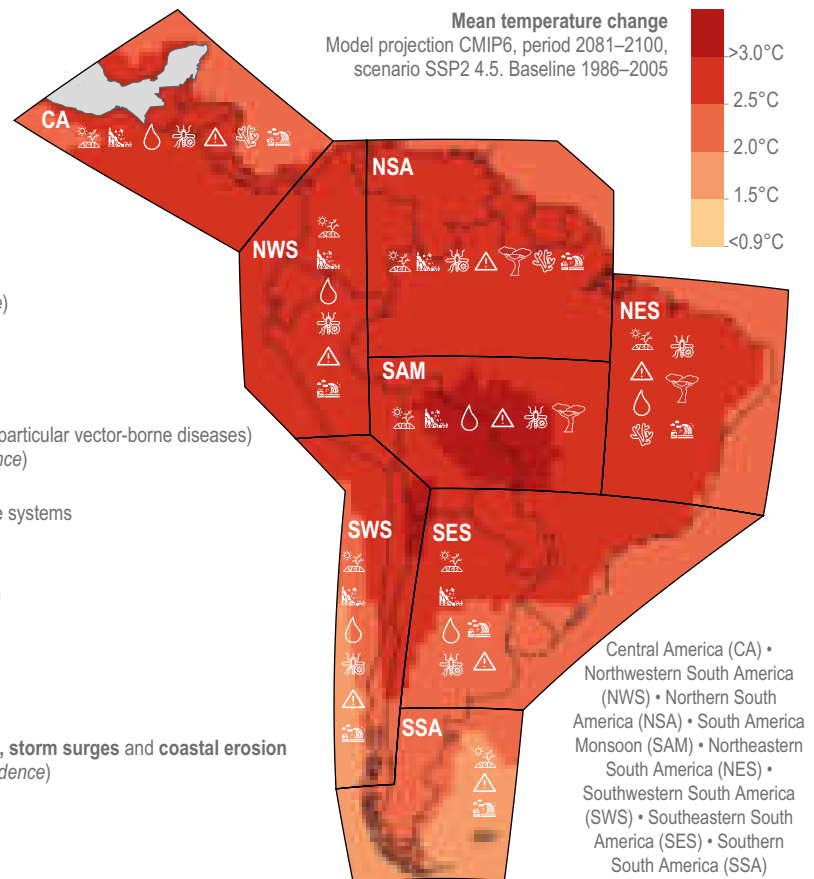 Mean temperature change
Model projection CMIP6, period 2081–2100,
scenario SSP2 4.5. Baseline 1986–2005
>3.0°C
2.5°C
2.0°C
1.5°C
<0.9°C
CA
NSA
NWS
NES
SAM
SWS
SES
SSA
e)
particular vector-borne diseases)
nce)
e systems
, storm surges and coastal erosion
dence)
Central America (CA) •
Northwestern South America
(NWS) • Northern South
America (NSA) • South America
Monsoon (SAM) • Northeastern
South America (NES) •
Southwestern South America
(SWS) • Southeastern South
America (SES) • Southern
South America (SSA)